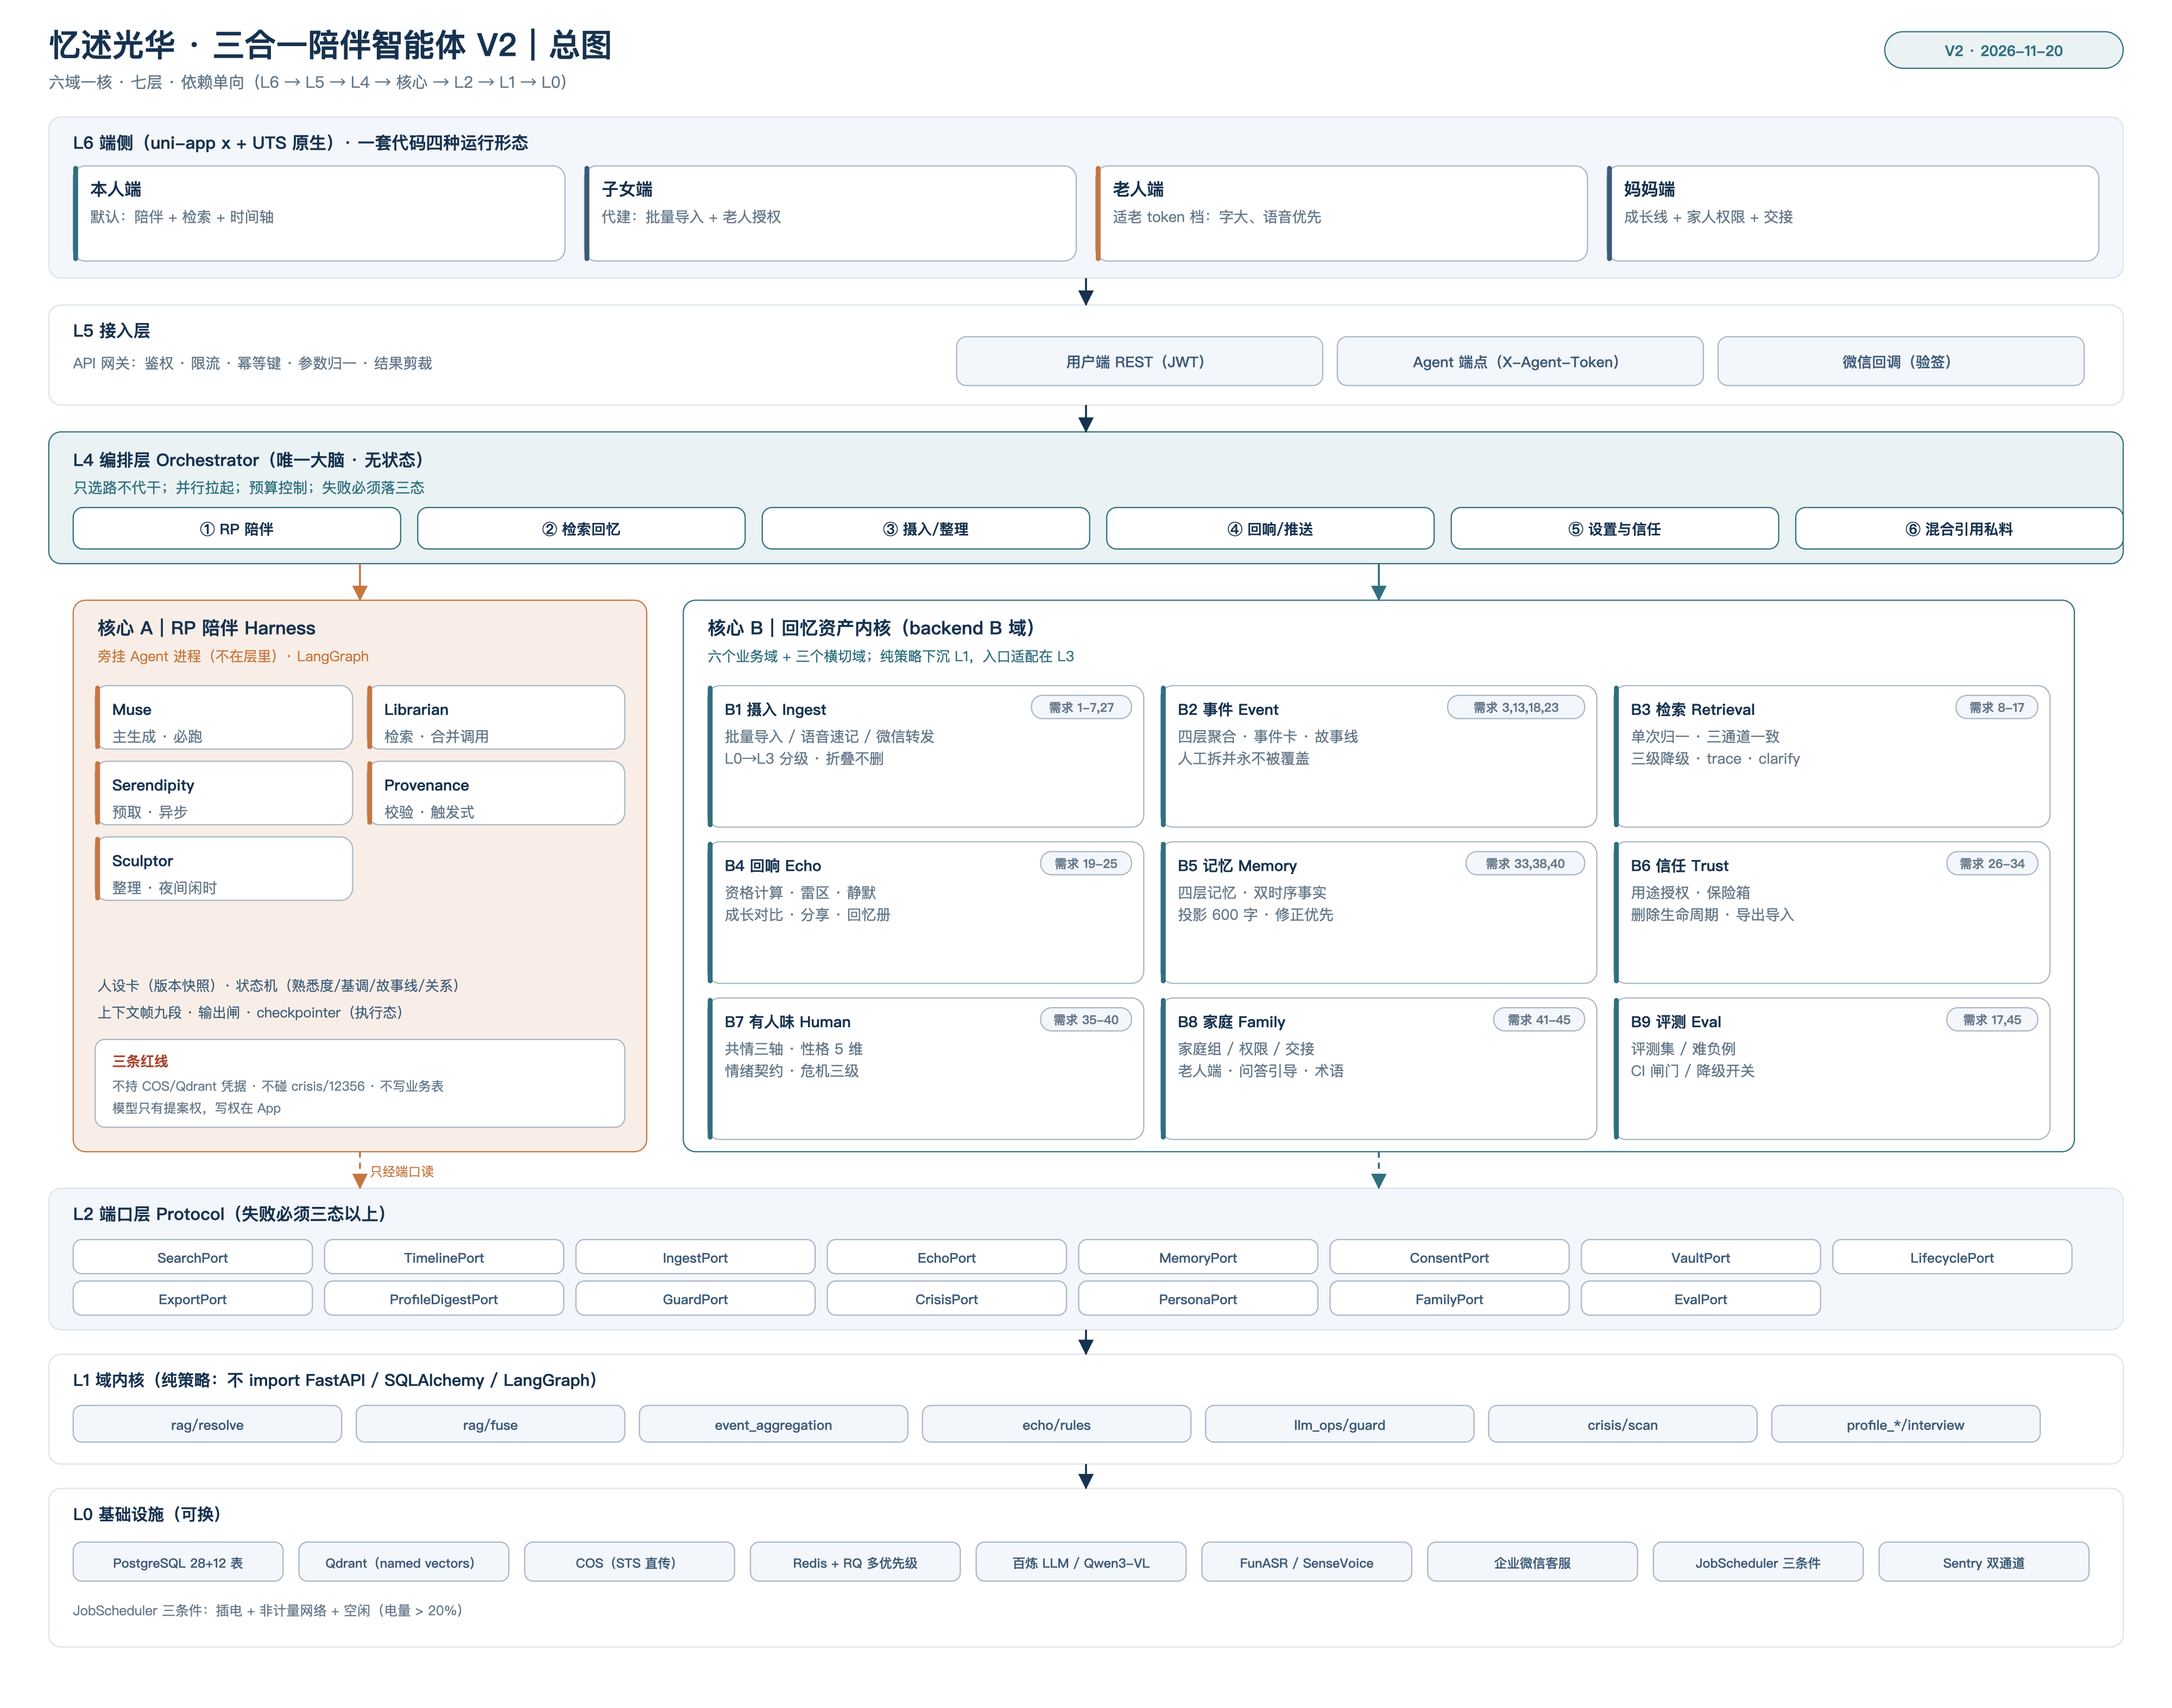 忆述光华 · 三合一陪伴智能体 V2 | 总图
V2 · 2026-11-20
六域一核 · 七层 · 依赖单向（L6 → L5 → L4 → 核心 → L2 → L1 → L0）
L6 端侧（uni-app x + UTS 原生）· 一套代码四种运行形态
本人端
默认：陪伴 + 检索 + 时间轴
子女端
代建：批量导入 + 老人授权
老人端
适老 token 档：字大、语音优先
妈妈端
成长线 + 家人权限 + 交接
L5 接入层
API 网关：鉴权 · 限流 · 幂等键 · 参数归一 · 结果剪裁
用户端 REST（JWT）
Agent 端点（X-Agent-Token）
微信回调（验签）
L4 编排层 Orchestrator（唯一大脑 · 无状态）
只选路不代干；并行拉起；预算控制；失败必须落三态
① RP 陪伴
② 检索回忆
③ 摄入/整理
④ 回响/推送
⑤ 设置与信任
⑥ 混合引用私料
核心 A | RP 陪伴 Harness
旁挂 Agent 进程（不在层里）· LangGraph
Muse
主生成 · 必跑
Librarian
检索 · 合并调用
Serendipity
预取 · 异步
Provenance
校验 · 触发式
Sculptor
整理 · 夜间闲时
人设卡（版本快照）· 状态机（熟悉度/基调/故事线/关系）
上下文帧九段 · 输出闸 · checkpointer（执行态）
三条红线
不持 COS/Qdrant 凭据 · 不碰 crisis/12356 · 不写业务表
模型只有提案权，写权在 App
核心 B | 回忆资产内核（backend B 域）
六个业务域 + 三个横切域；纯策略下沉 L1，入口适配在 L3
B1 摄入 Ingest
需求 1-7,27
批量导入 / 语音速记 / 微信转发
L0→L3 分级 · 折叠不删
B2 事件 Event
需求 3,13,18,23
四层聚合 · 事件卡 · 故事线
人工拆并永不被覆盖
B3 检索 Retrieval
需求 8-17
单次归一 · 三通道一致
三级降级 · trace · clarify
B4 回响 Echo
需求 19-25
资格计算 · 雷区 · 静默
成长对比 · 分享 · 回忆册
B5 记忆 Memory
需求 33,38,40
四层记忆 · 双时序事实
投影 600 字 · 修正优先
B6 信任 Trust
需求 26-34
用途授权 · 保险箱
删除生命周期 · 导出导入
B7 有人味 Human
需求 35-40
共情三轴 · 性格 5 维
情绪契约 · 危机三级
B8 家庭 Family
需求 41-45
家庭组 / 权限 / 交接
老人端 · 问答引导 · 术语
B9 评测 Eval
需求 17,45
评测集 / 难负例
CI 闸门 / 降级开关
只经端口读
L2 端口层 Protocol（失败必须三态以上）
SearchPort
TimelinePort
IngestPort
EchoPort
MemoryPort
ConsentPort
VaultPort
LifecyclePort
ExportPort
ProfileDigestPort
GuardPort
CrisisPort
PersonaPort
FamilyPort
EvalPort
L1 域内核（纯策略：不 import FastAPI / SQLAlchemy / LangGraph）
rag/resolve
rag/fuse
event_aggregation
echo/rules
llm_ops/guard
crisis/scan
profile_*/interview
L0 基础设施（可换）
PostgreSQL 28+12 表
Qdrant（named vectors）
COS（STS 直传）
Redis + RQ 多优先级
百炼 LLM / Qwen3-VL
FunASR / SenseVoice
企业微信客服
JobScheduler 三条件
Sentry 双通道
JobScheduler 三条件：插电 + 非计量网络 + 空闲（电量 > 20%）